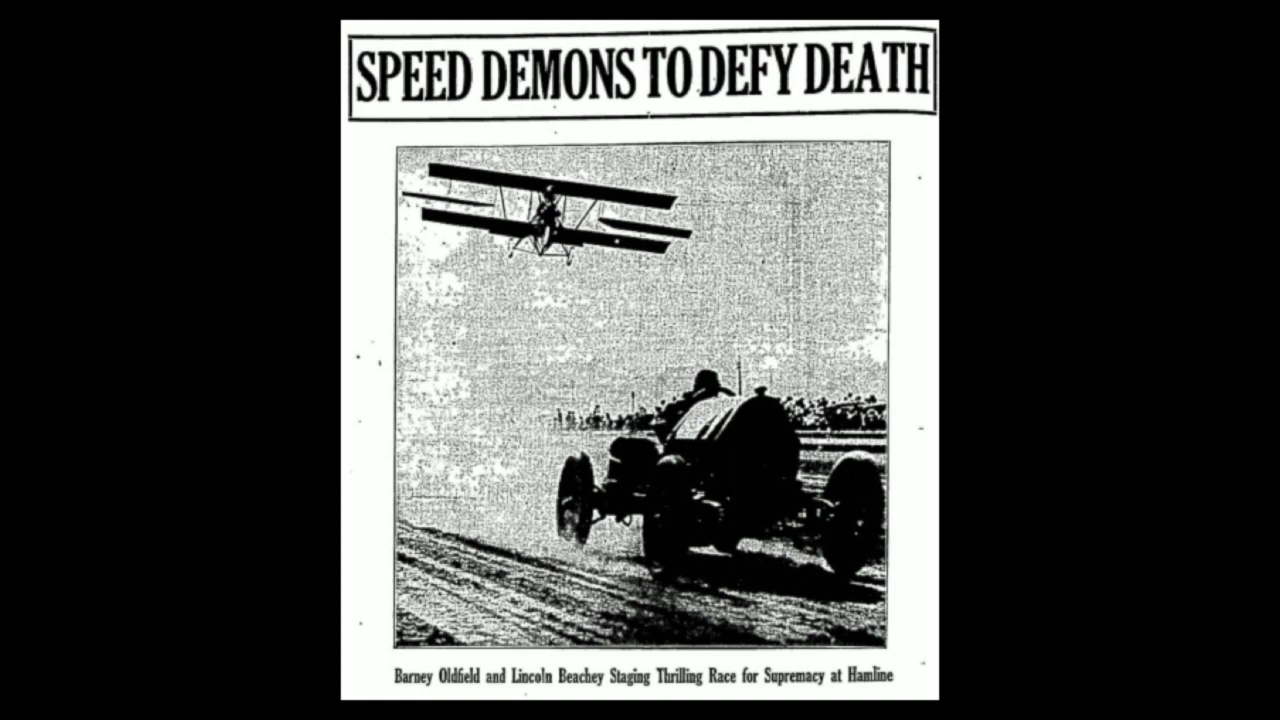 SPEED DEMONS TO DEFY DEATH
Barney Oldfield and Lincoln Beachey Staging Thrilling Race for Supremacy at Hamline